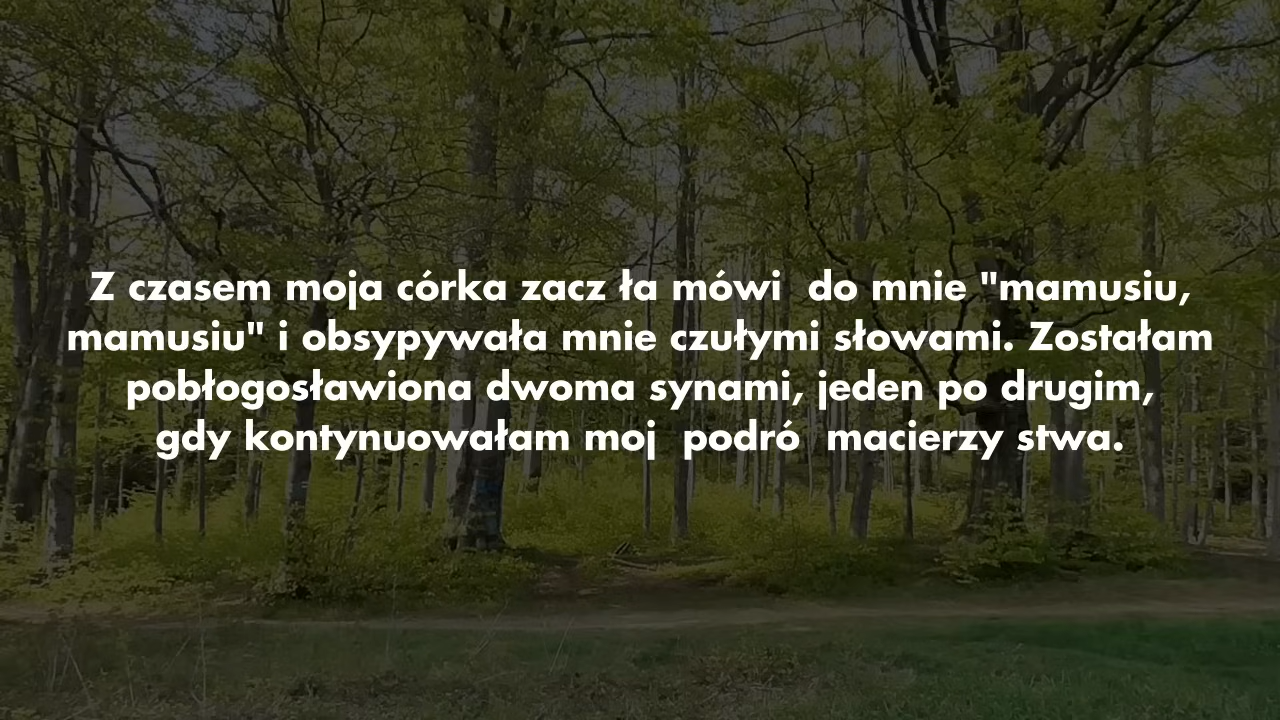 Z czasem moja córka zacz ła mówi  do mnie "mamusiu,
mamusiu" i obsypywała mnie czułymi słowami. Zostałam
pobłogosławiona dwoma synami, jeden po drugim,
gdy kontynuowałam moj  podró  macierzy stwa.